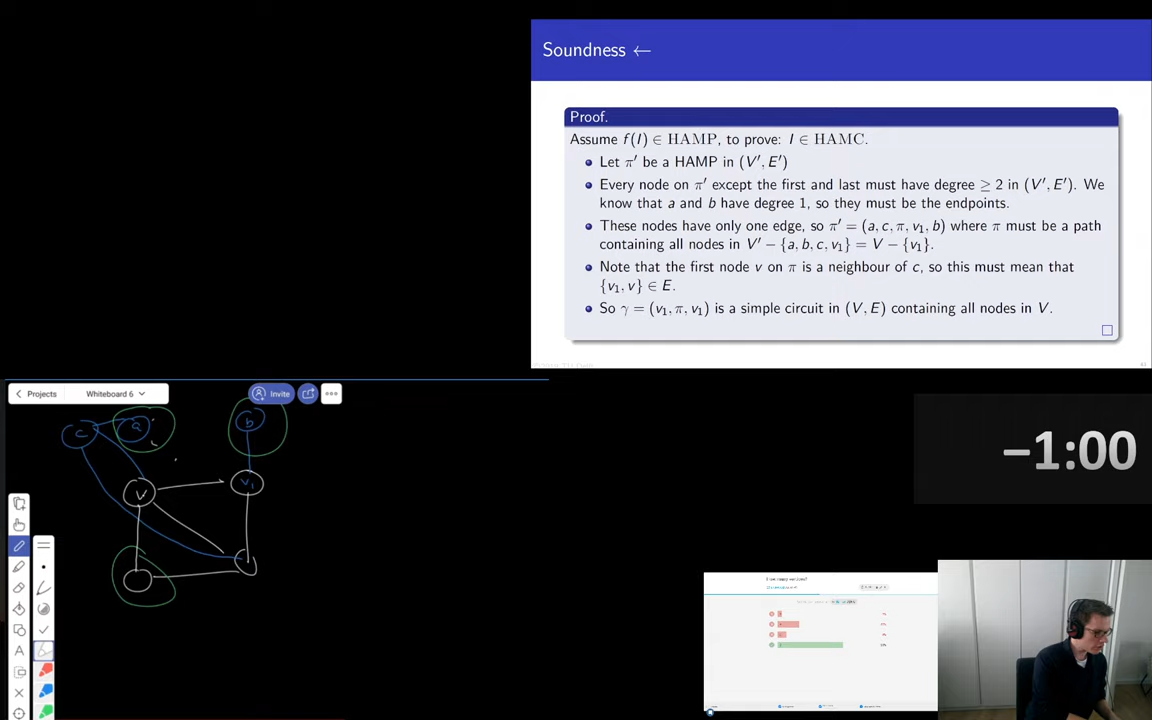 Soundness ←
Proof.
Assume f(I) ∈ HAMP, to prove: I ∈ HAMC.
Let π′ be a HAMP in (V′, E′)
Every node on π′ except the first and last must have degree ≥ 2 in (V′, E′). We
know that a and b have degree 1, so they must be the endpoints.
These nodes have only one edge, so π′ = (a, c, π, v₁, b) where π must be a path
containing all nodes in V′ − {a, b, c, v₁} = V − {v₁}.
Note that the first node v on π is a neighbour of c, so this must mean that
{v₁, v} ∈ E.
So γ = (v₁, π, v₁) is a simple circuit in (V, E) containing all nodes in V.
Projects
Whiteboard 6
Invite
c
a
b
v
v₁
−1:00